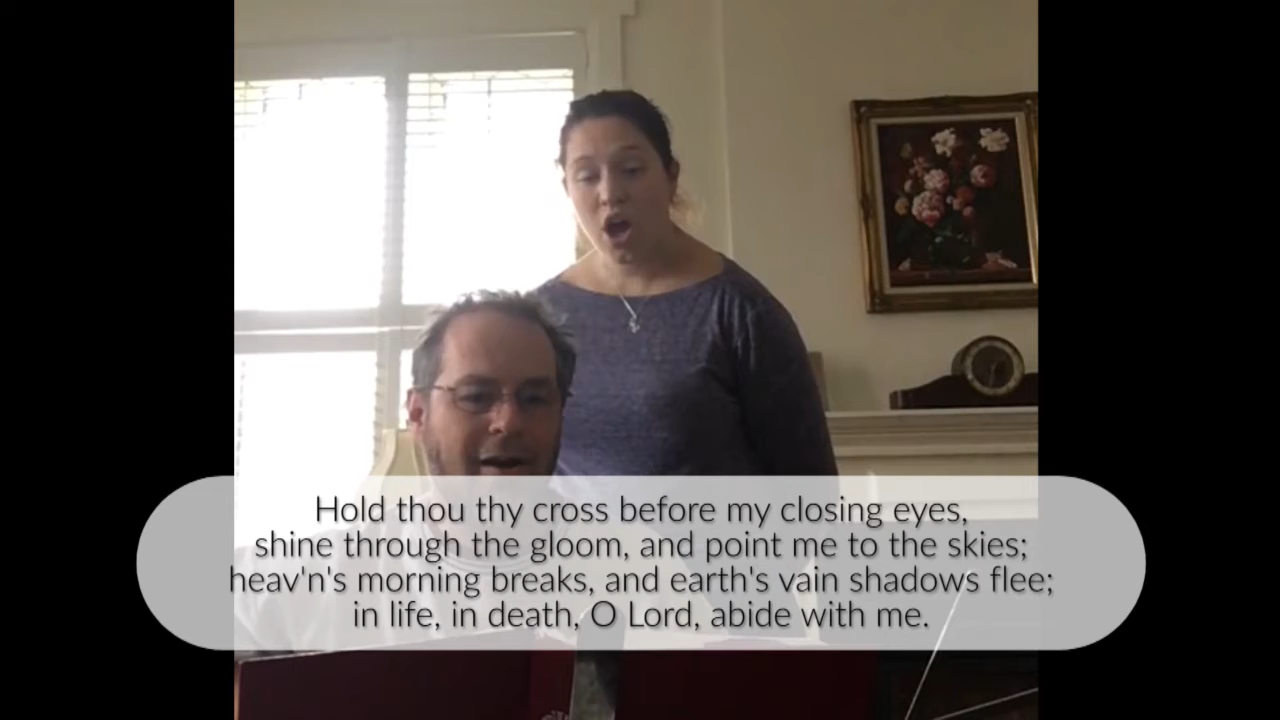 Hold thou thy cross before my closing eyes,
shine through the gloom, and point me to the skies;
heav'n's morning breaks, and earth's vain shadows flee;
in life, in death, O Lord, abide with me.